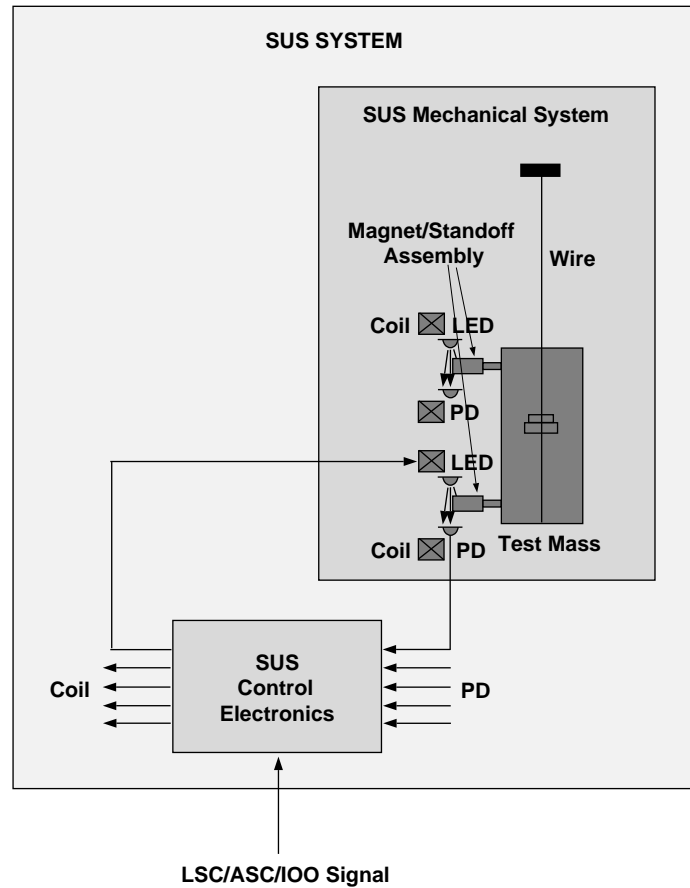 SUS SYSTEM
SUS Mechanical System
Magnet/Standoff
Assembly
Wire
Coil
LED
PD
LED
Coil
PD
Test Mass
SUS
Control
Electronics
Coil
PD
LSC/ASC/IOO Signal